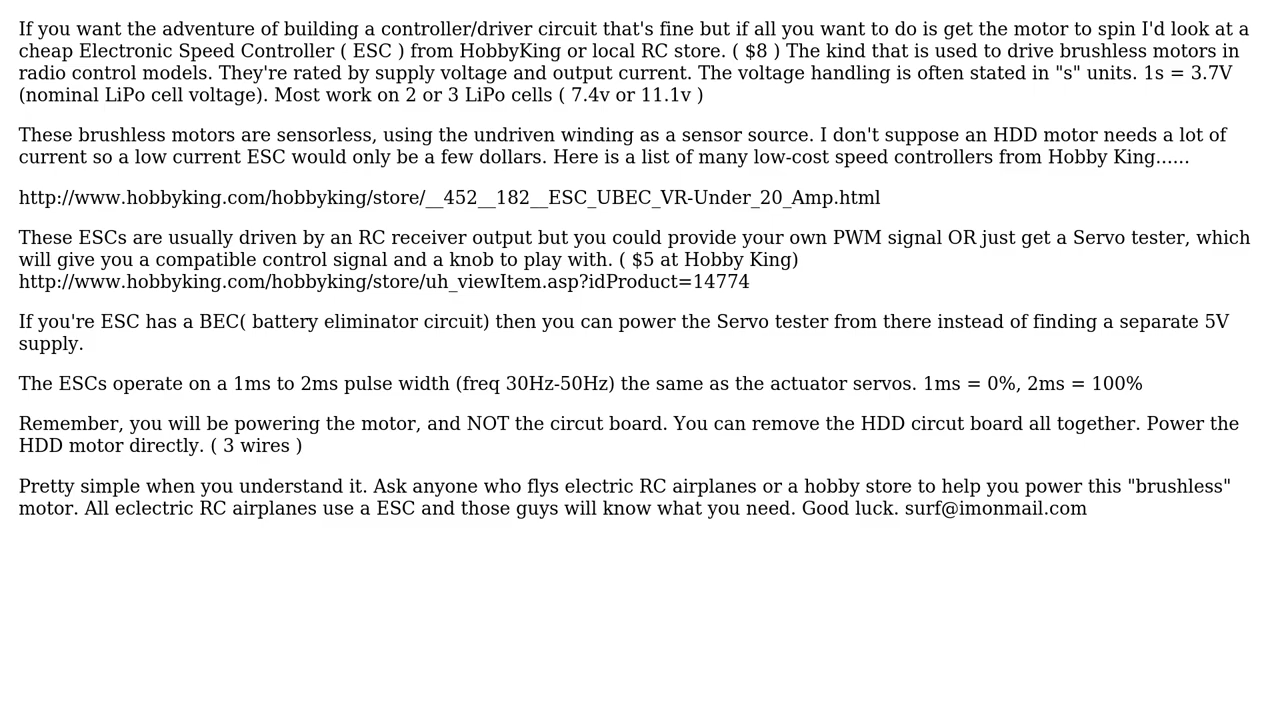 If you want the adventure of building a controller/driver circuit that's fine but if all you want to do is get the motor to spin I'd look at a
cheap Electronic Speed Controller ( ESC ) from HobbyKing or local RC store. ( $8 ) The kind that is used to drive brushless motors in
radio control models. They're rated by supply voltage and output current. The voltage handling is often stated in "s" units. 1s = 3.7V
(nominal LiPo cell voltage). Most work on 2 or 3 LiPo cells ( 7.4v or 11.1v )
These brushless motors are sensorless, using the undriven winding as a sensor source. I don't suppose an HDD motor needs a lot of
current so a low current ESC would only be a few dollars. Here is a list of many low-cost speed controllers from Hobby King......
http://www.hobbyking.com/hobbyking/store/__452__182__ESC_UBEC_VR-Under_20_Amp.html
These ESCs are usually driven by an RC receiver output but you could provide your own PWM signal OR just get a Servo tester, which
will give you a compatible control signal and a knob to play with. ( $5 at Hobby King)
http://www.hobbyking.com/hobbyking/store/uh_viewItem.asp?idProduct=14774
If you're ESC has a BEC( battery eliminator circuit) then you can power the Servo tester from there instead of finding a separate 5V
supply.
The ESCs operate on a 1ms to 2ms pulse width (freq 30Hz-50Hz) the same as the actuator servos. 1ms = 0%, 2ms = 100%
Remember, you will be powering the motor, and NOT the circut board. You can remove the HDD circut board all together. Power the
HDD motor directly. ( 3 wires )
Pretty simple when you understand it. Ask anyone who flys electric RC airplanes or a hobby store to help you power this "brushless"
motor. All eclectric RC airplanes use a ESC and those guys will know what you need. Good luck. surf@imonmail.com